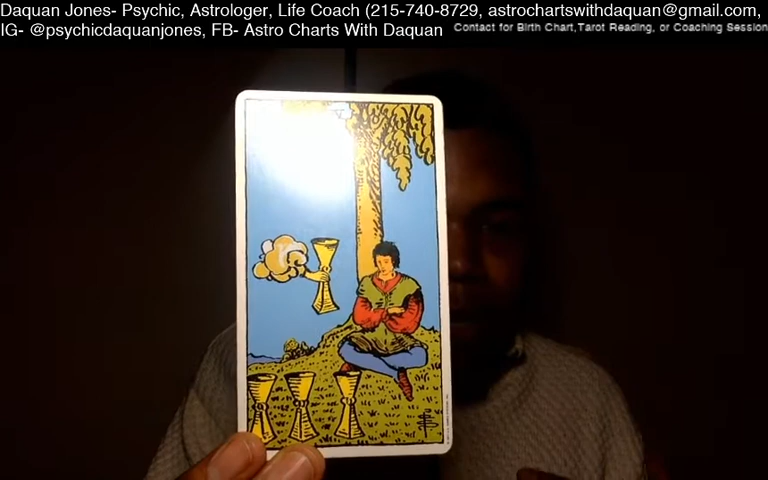 Daquan Jones- Psychic, Astrologer, Life Coach (215-740-8729, astrochartswithdaquan@gmail.com,
IG- @psychicdaquanjones, FB- Astro Charts With Daquan Contact for Birth Chart,Tarot Reading, or Coaching Session